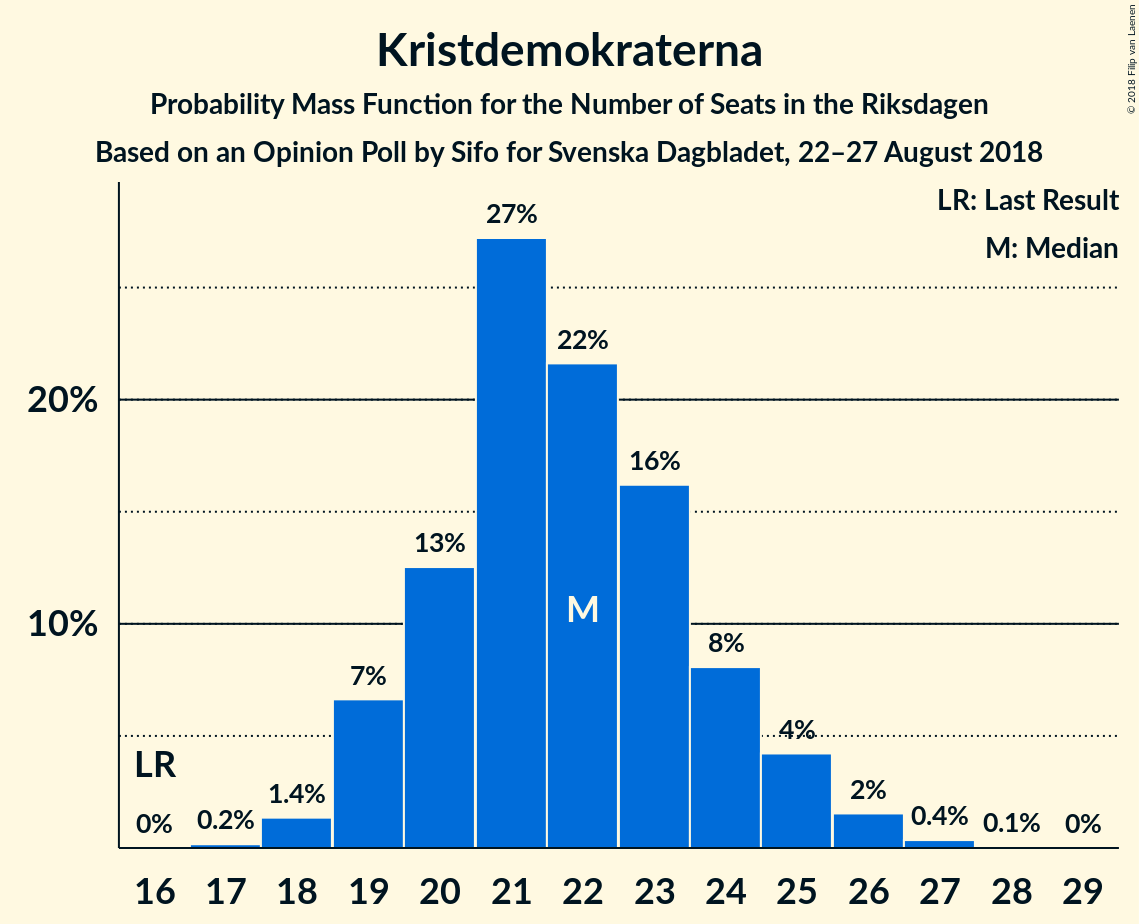 Kristdemokraterna
Probability Mass Function for the Number of Seats in the Riksdagen
Based on an Opinion Poll by Sifo for Svenska Dagbladet, 22–27 August 2018
© 2018 Filip van Laenen
LR: Last Result
M: Median
27%
22%
20%
16%
13%
M
10%
8%
7%
4%
LR
2%
1.4%
0.4%
0.2%
0.1%
0%
0%
16 17 18 19 20 21 22 23 24 25 26 27 28 29